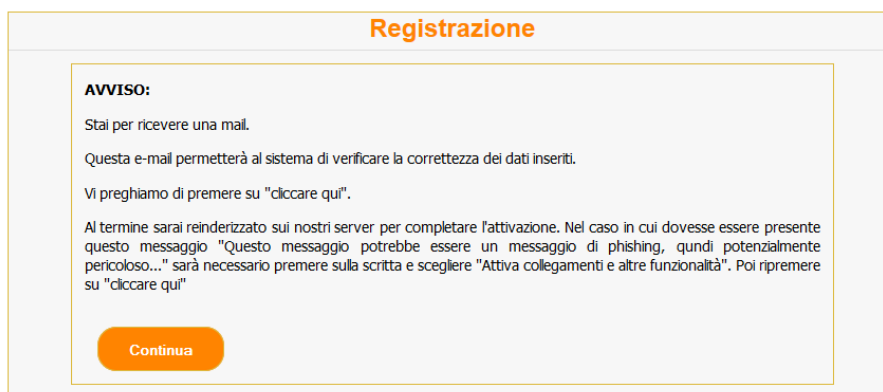 Registrazione
AVVISO:
Stai per ricevere una mail.
Questa e-mail permetterà al sistema di verificare la correttezza dei dati inseriti.
Vi preghiamo di premere su "cliccare qui".
Al termine sarai reinderizzato sui nostri server per completare l'attivazione. Nel caso in cui dovesse essere presente
questo messaggio "Questo messaggio potrebbe essere un messaggio di phishing, qundi potenzialmente
pericoloso..." sarà necessario premere sulla scritta e scegliere "Attiva collegamenti e altre funzionalità". Poi ripremere
su "cliccare qui"
Continua